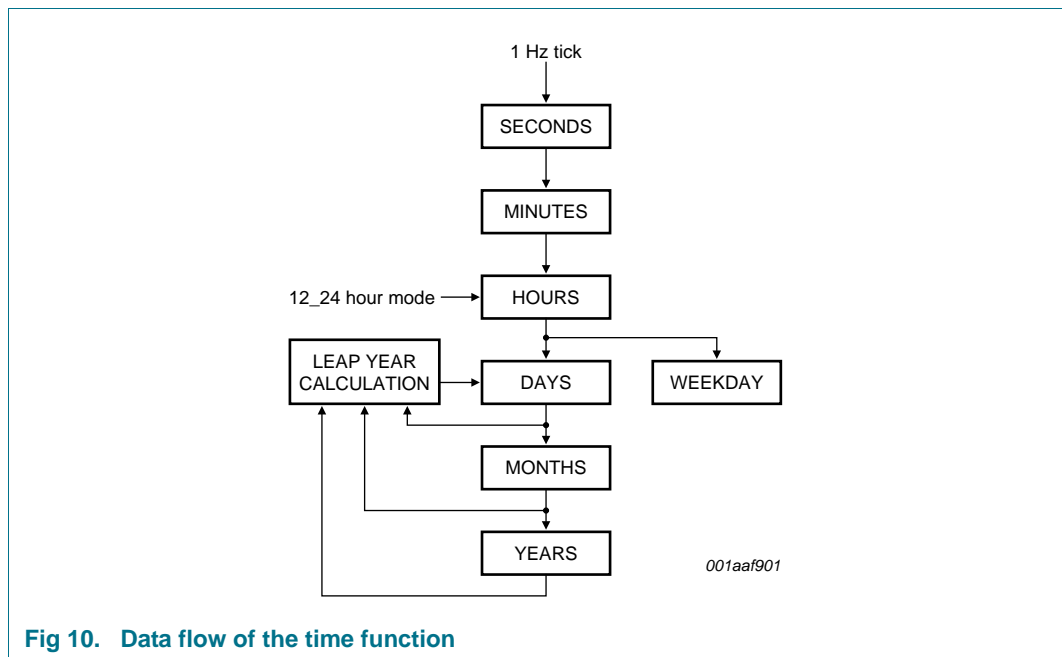 1 Hz tick
SECONDS
MINUTES
12_24 hour mode
HOURS
LEAP YEAR
CALCULATION
DAYS
WEEKDAY
MONTHS
YEARS
001aaf901
Fig 10. Data flow of the time function